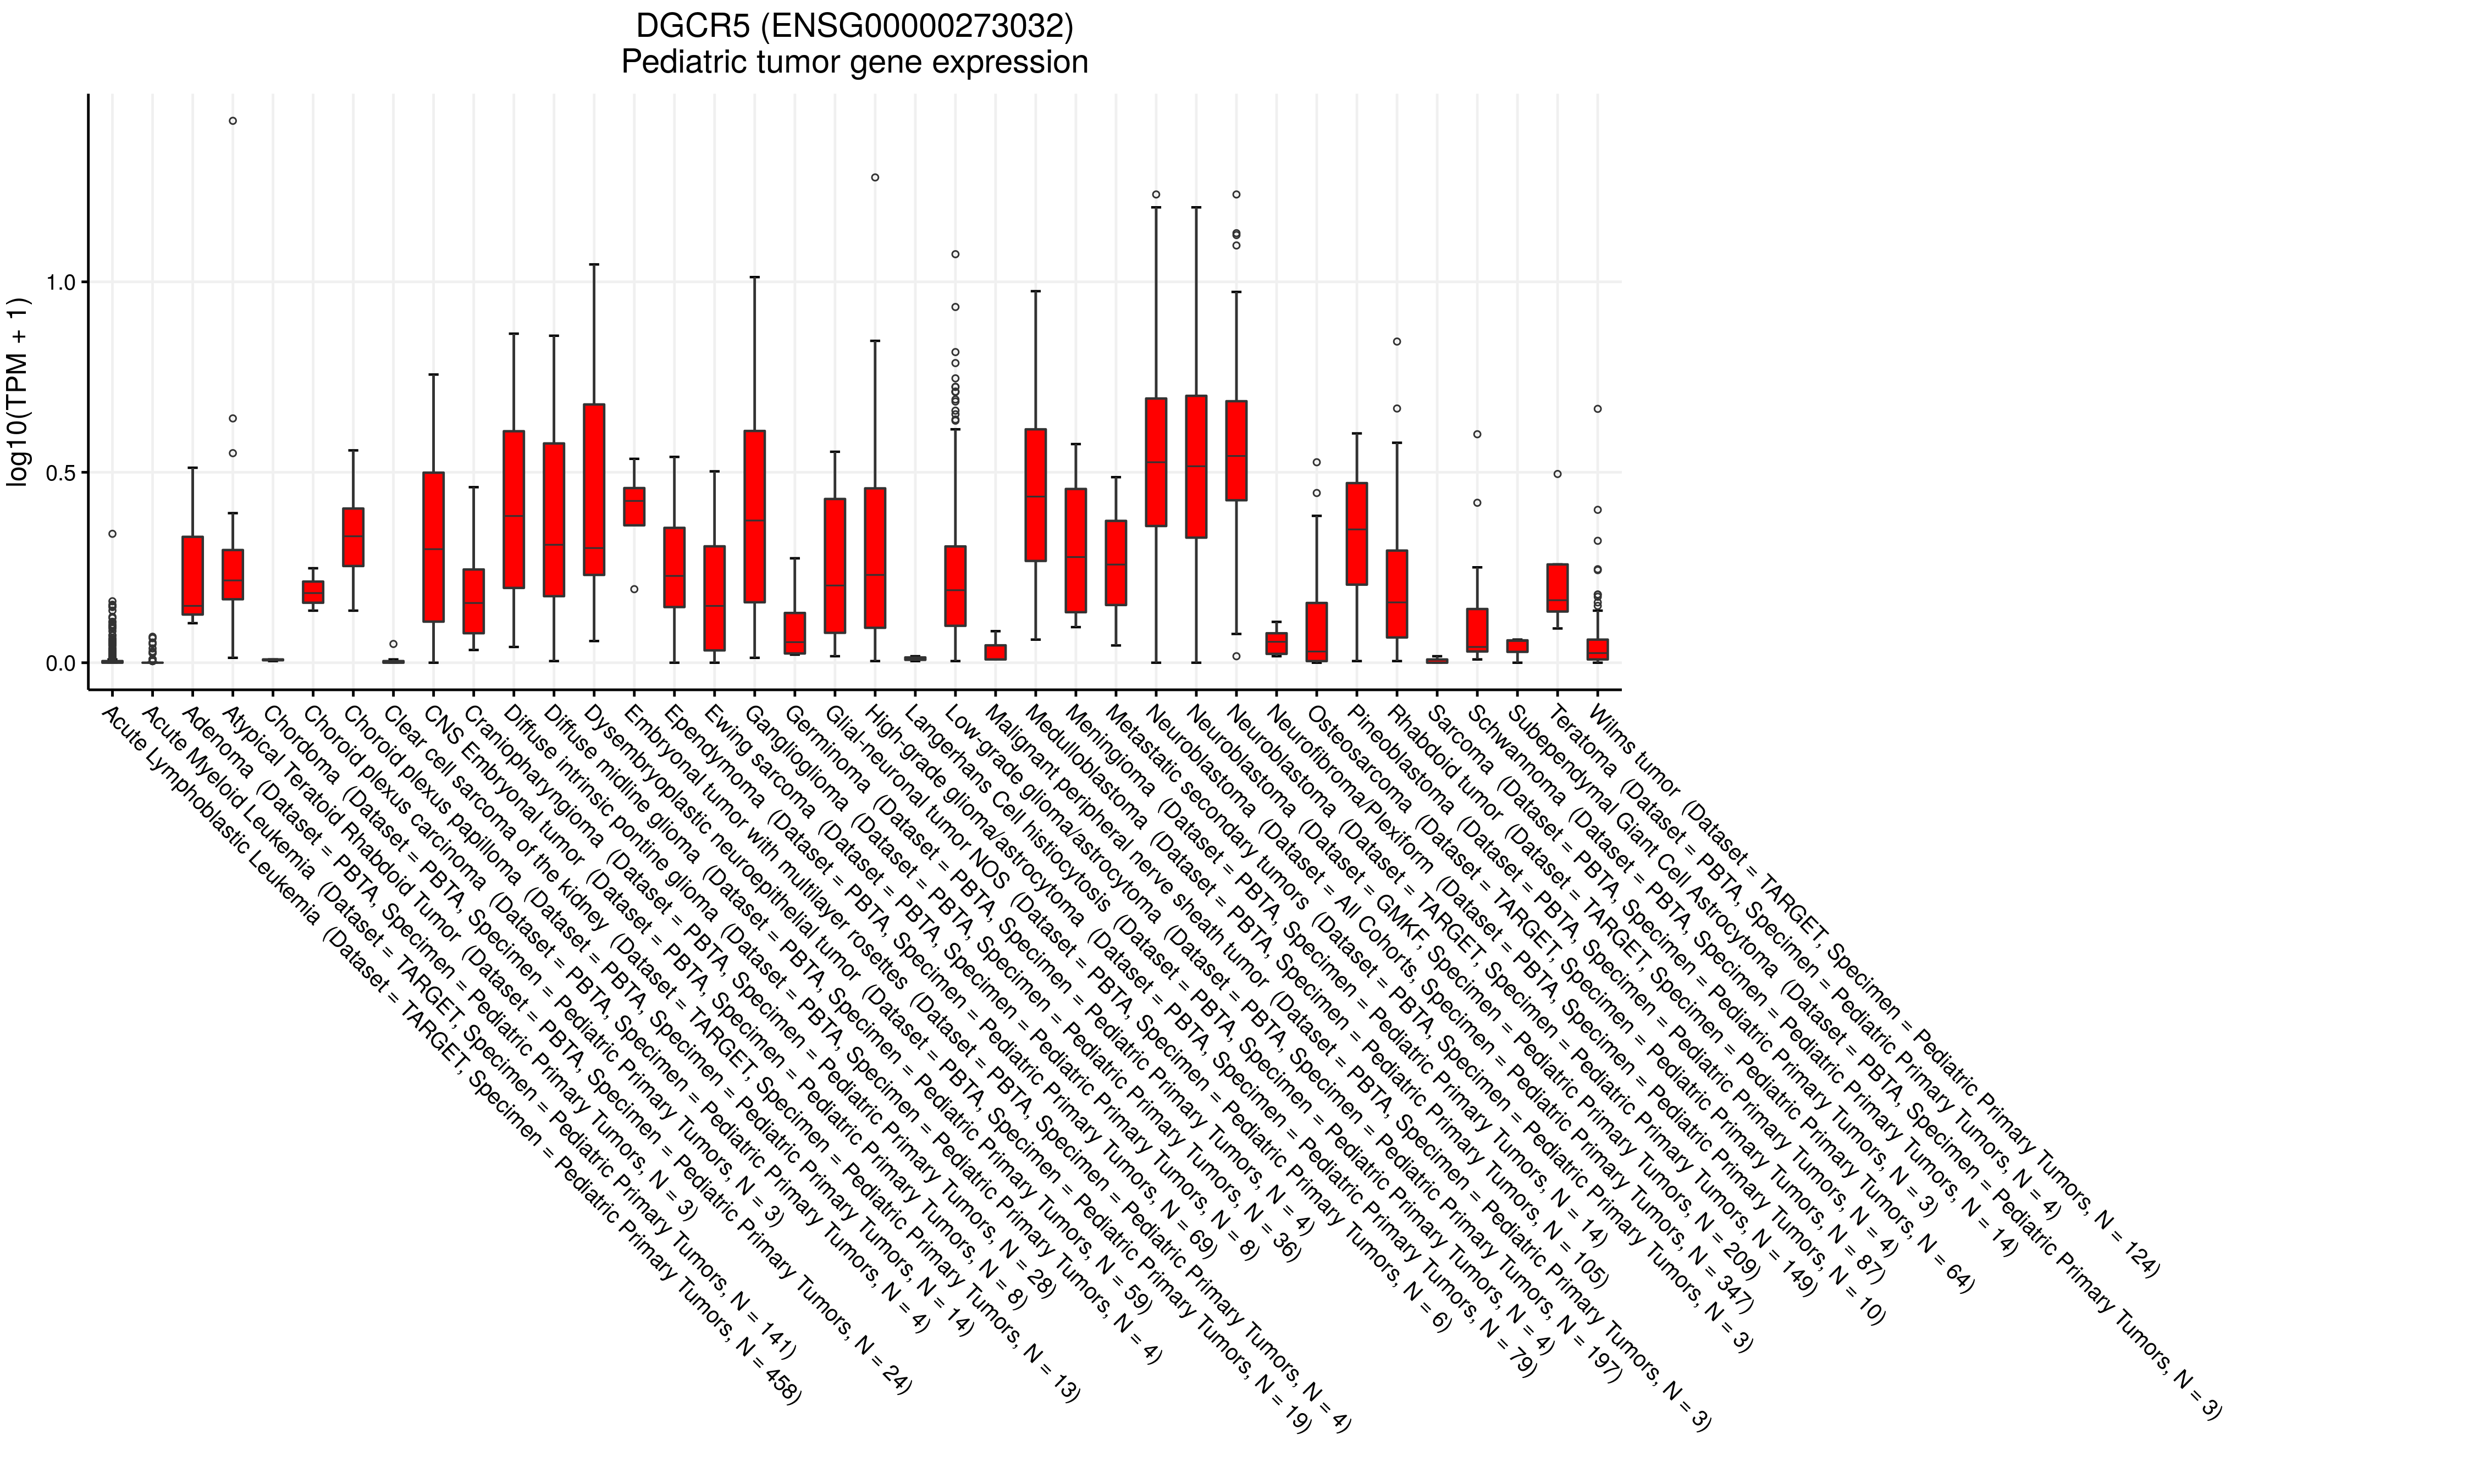 DGCR5 (ENSG00000273032)
Pediatric tumor gene expression
log10(TPM + 1)
1.0
0.5
0.0
Acute Lymphoblastic Leukemia (Dataset = TARGET, Specimen = Pediatric Primary Tumors, N = 458)
Acute Myeloid Leukemia (Dataset = TARGET, Specimen = Pediatric Primary Tumors, N = 141)
Adenoma (Dataset = PBTA, Specimen = Pediatric Primary Tumors, N = 3)
Atypical Teratoid Rhabdoid Tumor (Dataset = PBTA, Specimen = Pediatric Primary Tumors, N = 24)
Chordoma (Dataset = PBTA, Specimen = Pediatric Primary Tumors, N = 3)
Choroid plexus carcinoma (Dataset = PBTA, Specimen = Pediatric Primary Tumors, N = 4)
Choroid plexus papilloma (Dataset = PBTA, Specimen = Pediatric Primary Tumors, N = 14)
Clear cell sarcoma of the kidney (Dataset = TARGET, Specimen = Pediatric Primary Tumors, N = 13)
CNS Embryonal tumor (Dataset = PBTA, Specimen = Pediatric Primary Tumors, N = 8)
Craniopharyngioma (Dataset = PBTA, Specimen = Pediatric Primary Tumors, N = 28)
Diffuse intrinsic pontine glioma (Dataset = PBTA, Specimen = Pediatric Primary Tumors, N = 4)
Diffuse midline glioma (Dataset = PBTA, Specimen = Pediatric Primary Tumors, N = 59)
Dysembryoplastic neuroepithelial tumor (Dataset = PBTA, Specimen = Pediatric Primary Tumors, N = 19)
Embryonal tumor with multilayer rosettes (Dataset = PBTA, Specimen = Pediatric Primary Tumors, N = 4)
Ependymoma (Dataset = PBTA, Specimen = Pediatric Primary Tumors, N = 69)
Ewing sarcoma (Dataset = PBTA, Specimen = Pediatric Primary Tumors, N = 8)
Ganglioglioma (Dataset = PBTA, Specimen = Pediatric Primary Tumors, N = 36)
Germinoma (Dataset = PBTA, Specimen = Pediatric Primary Tumors, N = 4)
Glial-neuronal tumor NOS (Dataset = PBTA, Specimen = Pediatric Primary Tumors, N = 6)
High-grade glioma/astrocytoma (Dataset = PBTA, Specimen = Pediatric Primary Tumors, N = 79)
Langerhans Cell histiocytosis (Dataset = PBTA, Specimen = Pediatric Primary Tumors, N = 4)
Low-grade glioma/astrocytoma (Dataset = PBTA, Specimen = Pediatric Primary Tumors, N = 197)
Malignant peripheral nerve sheath tumor (Dataset = PBTA, Specimen = Pediatric Primary Tumors, N = 3)
Medulloblastoma (Dataset = PBTA, Specimen = Pediatric Primary Tumors, N = 105)
Meningioma (Dataset = PBTA, Specimen = Pediatric Primary Tumors, N = 14)
Metastatic secondary tumors (Dataset = PBTA, Specimen = Pediatric Primary Tumors, N = 3)
Neuroblastoma (Dataset = All Cohorts, Specimen = Pediatric Primary Tumors, N = 347)
Neuroblastoma (Dataset = GMKF, Specimen = Pediatric Primary Tumors, N = 209)
Neuroblastoma (Dataset = TARGET, Specimen = Pediatric Primary Tumors, N = 149)
Neurofibroma/Plexiform (Dataset = PBTA, Specimen = Pediatric Primary Tumors, N = 10)
Osteosarcoma (Dataset = TARGET, Specimen = Pediatric Primary Tumors, N = 87)
Pineoblastoma (Dataset = PBTA, Specimen = Pediatric Primary Tumors, N = 4)
Rhabdoid tumor (Dataset = TARGET, Specimen = Pediatric Primary Tumors, N = 64)
Sarcoma (Dataset = PBTA, Specimen = Pediatric Primary Tumors, N = 3)
Schwannoma (Dataset = PBTA, Specimen = Pediatric Primary Tumors, N = 14)
Subependymal Giant Cell Astrocytoma (Dataset = PBTA, Specimen = Pediatric Primary Tumors, N = 3)
Teratoma (Dataset = PBTA, Specimen = Pediatric Primary Tumors, N = 4)
Wilms tumor (Dataset = TARGET, Specimen = Pediatric Primary Tumors, N = 124)